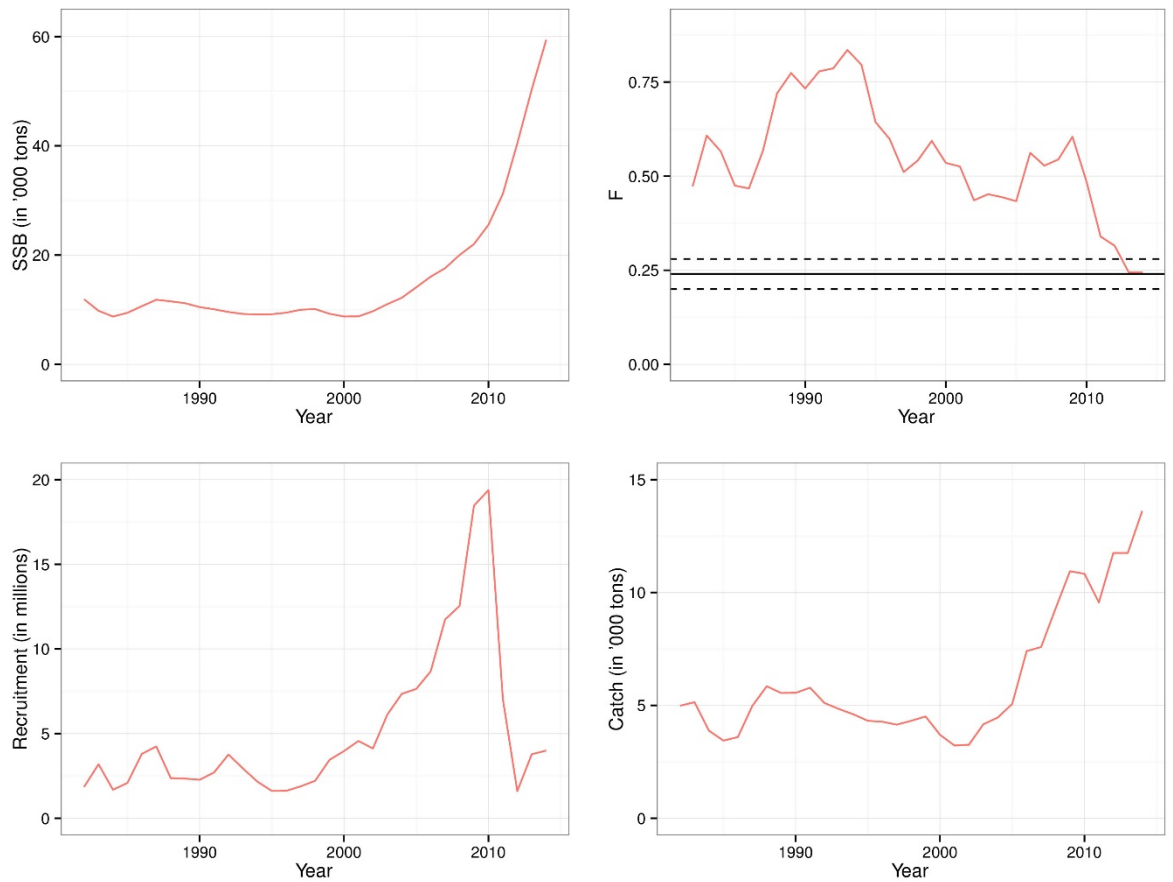 SSB (in '000 tons)
60
40
20
0
1990 2000 2010
Year
F
0.75
0.50
0.25
0.00
1990 2000 2010
Year
Recruitment (in millions)
20
15
10
5
0
1990 2000 2010
Year
Catch (in '000 tons)
15
10
5
0
1990 2000 2010
Year